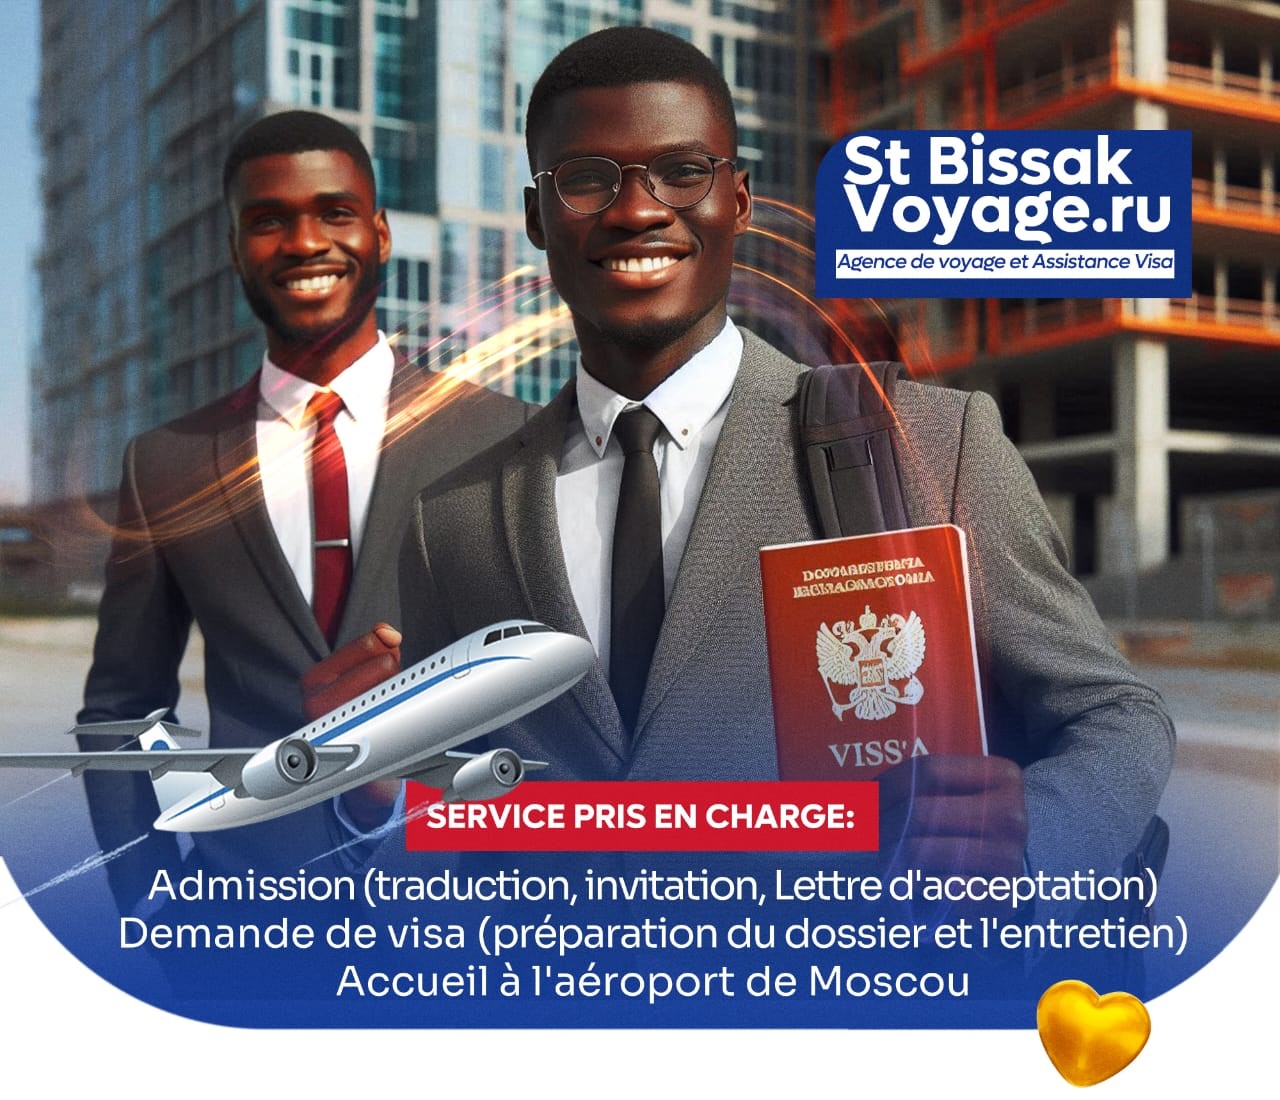 St Bissak
Voyage.ru
Agence de voyage et Assistance Visa
VISS'A
SERVICE PRIS EN CHARGE:
Admission (traduction, invitation, Lettre d'acceptation)
Demande de visa (préparation du dossier et l'entretien)
Accueil à l'aéroport de Moscou